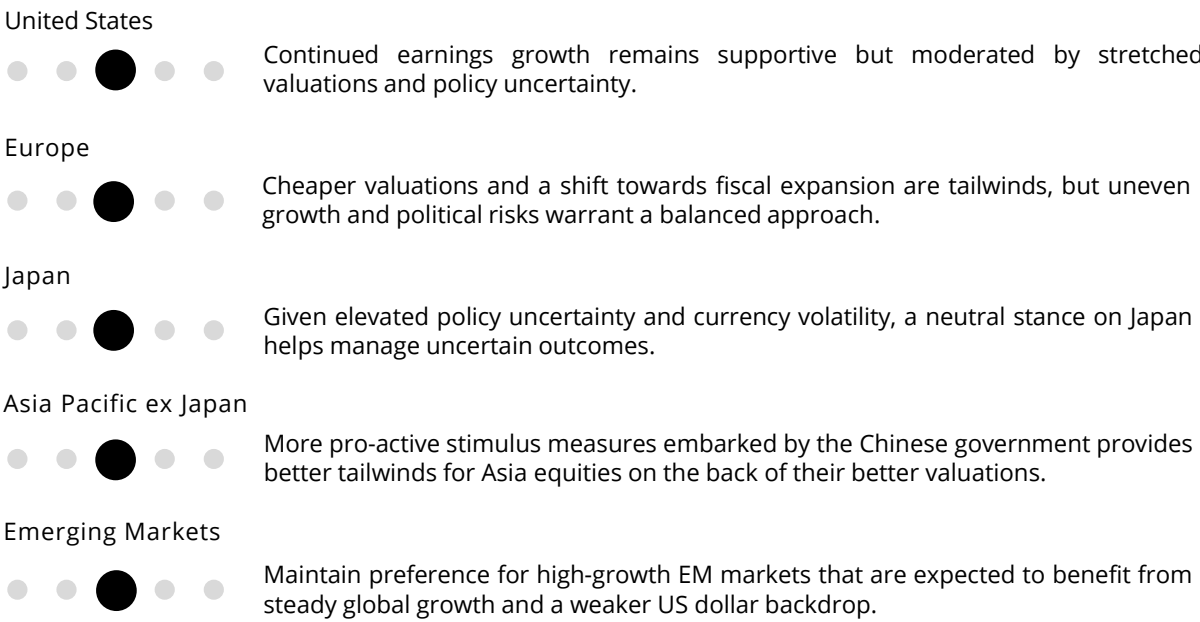 United States
Continued earnings growth remains supportive but moderated by stretched
valuations and policy uncertainty.
Europe
Cheaper valuations and a shift towards fiscal expansion are tailwinds, but uneven
growth and political risks warrant a balanced approach.
Japan
Given elevated policy uncertainty and currency volatility, a neutral stance on Japan
helps manage uncertain outcomes.
Asia Pacific ex Japan
More pro-active stimulus measures embarked by the Chinese government provides
better tailwinds for Asia equities on the back of their better valuations.
Emerging Markets
Maintain preference for high-growth EM markets that are expected to benefit from
steady global growth and a weaker US dollar backdrop.